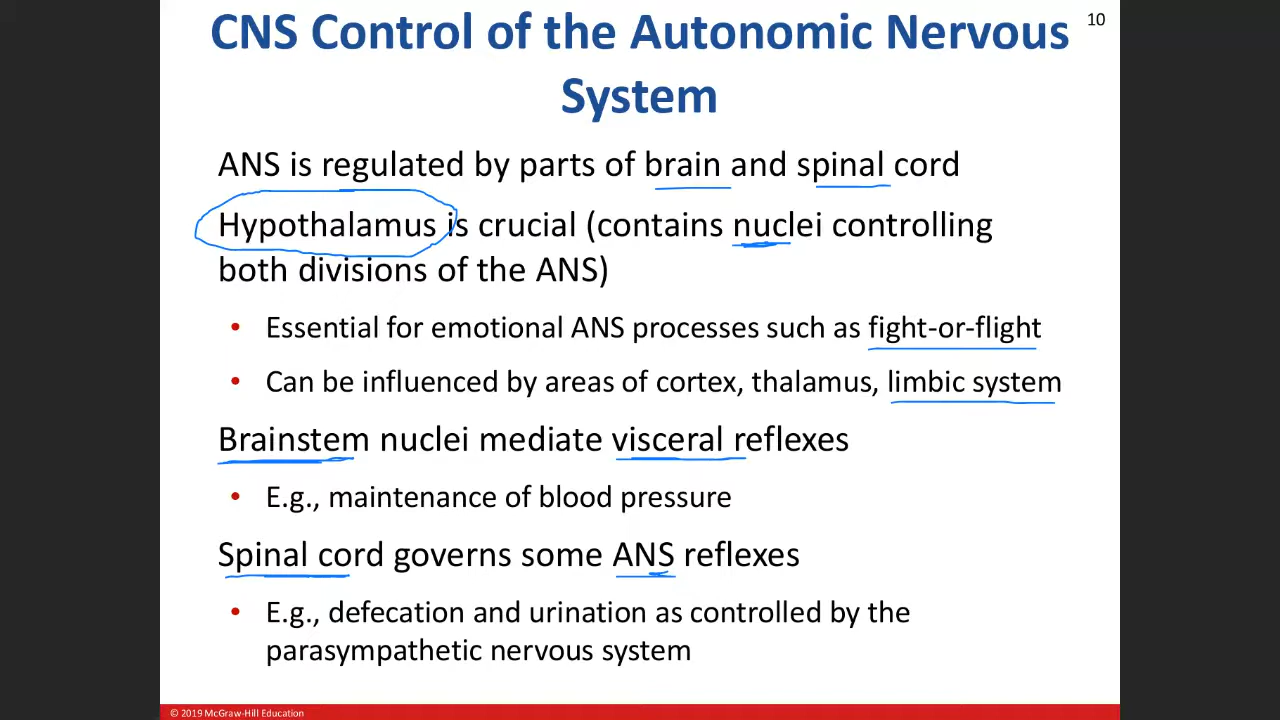 CNS Control of the Autonomic Nervous
10
System
ANS is regulated by parts of brain and spinal cord
Hypothalamus is crucial (contains nuclei controlling
both divisions of the ANS)
• Essential for emotional ANS processes such as fight-or-flight
• Can be influenced by areas of cortex, thalamus, limbic system
Brainstem nuclei mediate visceral reflexes
• E.g., maintenance of blood pressure
Spinal cord governs some ANS reflexes
• E.g., defecation and urination as controlled by the
parasympathetic nervous system
© 2019 McGraw-Hill Education